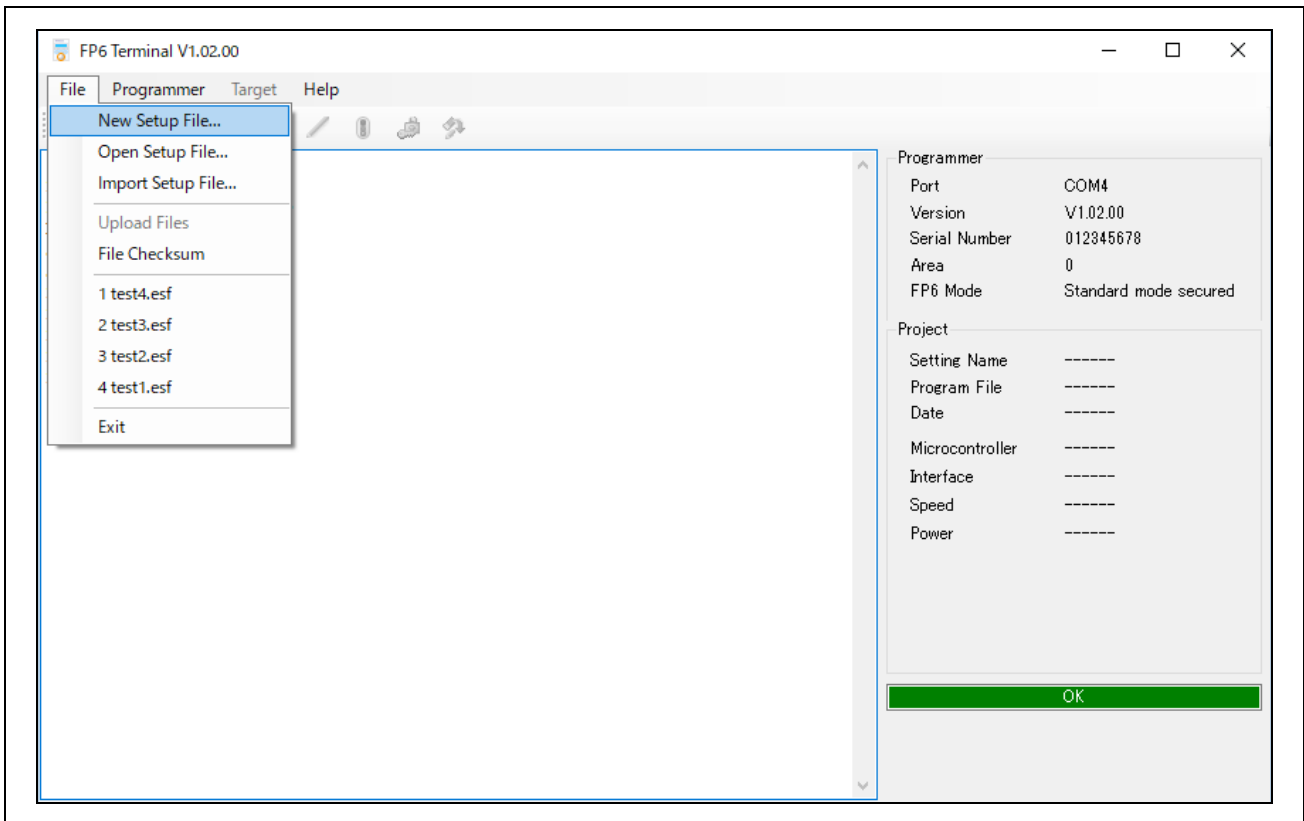 FP6 Terminal V1.02.00
File Programmer Target Help
New Setup File...
Open Setup File...
Import Setup File...
Upload Files
File Checksum
1 test4.esf
2 test3.esf
3 test2.esf
4 test1.esf
Exit
Programmer
Port COM4
Version V1.02.00
Serial Number 012345678
Area 0
FP6 Mode Standard mode secured
Project
Setting Name ------
Program File ------
Date ------
Microcontroller ------
Interface ------
Speed ------
Power ------
OK